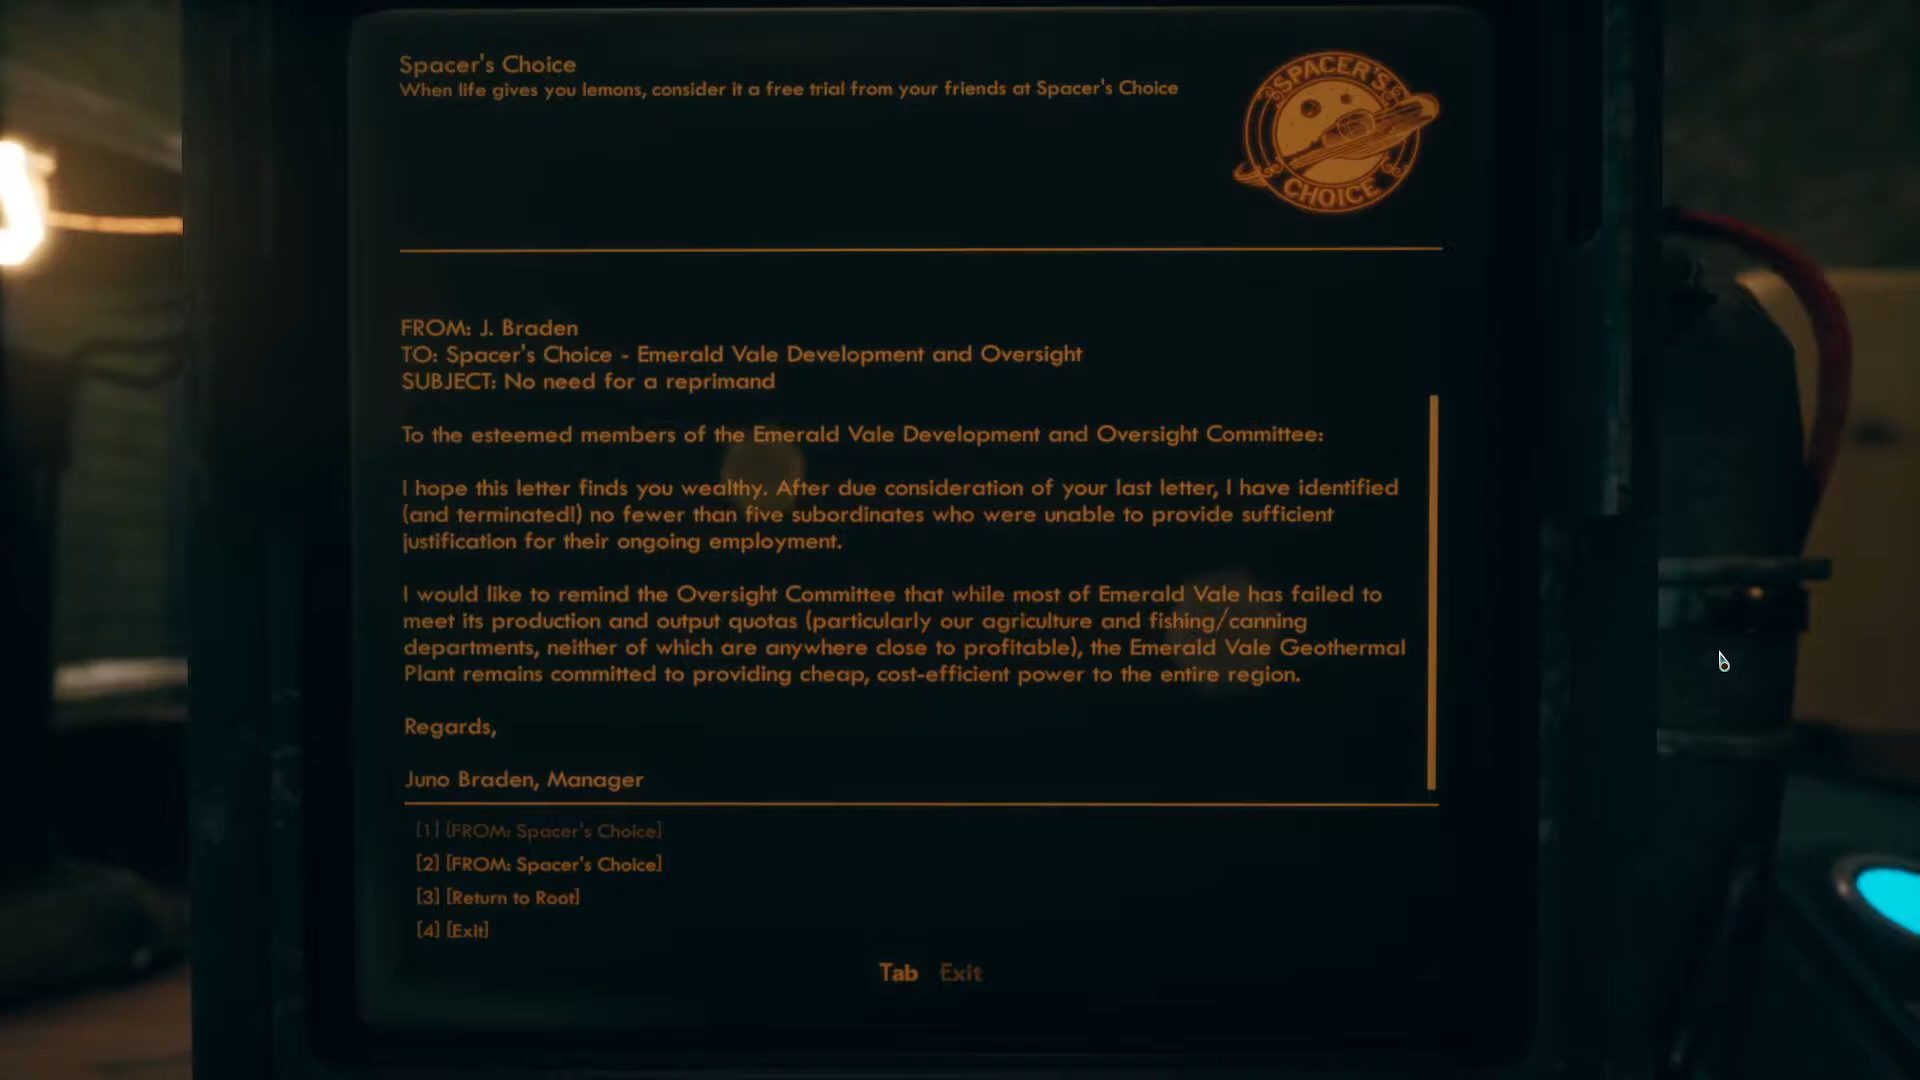 Spacer's Choice
When life gives you lemons, consider it a free trial from your friends at Spacer's Choice
SPACER'S
CHOICE
FROM: J. Braden
TO: Spacer's Choice - Emerald Vale Development and Oversight
SUBJECT: No need for a reprimand
To the esteemed members of the Emerald Vale Development and Oversight Committee:
I hope this letter finds you wealthy. After due consideration of your last letter, I have identified
(and terminated!) no fewer than five subordinates who were unable to provide sufficient
justification for their ongoing employment.
I would like to remind the Oversight Committee that while most of Emerald Vale has failed to
meet its production and output quotas (particularly our agriculture and fishing/canning
departments, neither of which are anywhere close to profitable), the Emerald Vale Geothermal
Plant remains committed to providing cheap, cost-efficient power to the entire region.
Regards,
Juno Braden, Manager
[1] [FROM: Spacer's Choice]
[2] [FROM: Spacer's Choice]
[3] [Return to Root]
[4] [Exit]
Tab Exit